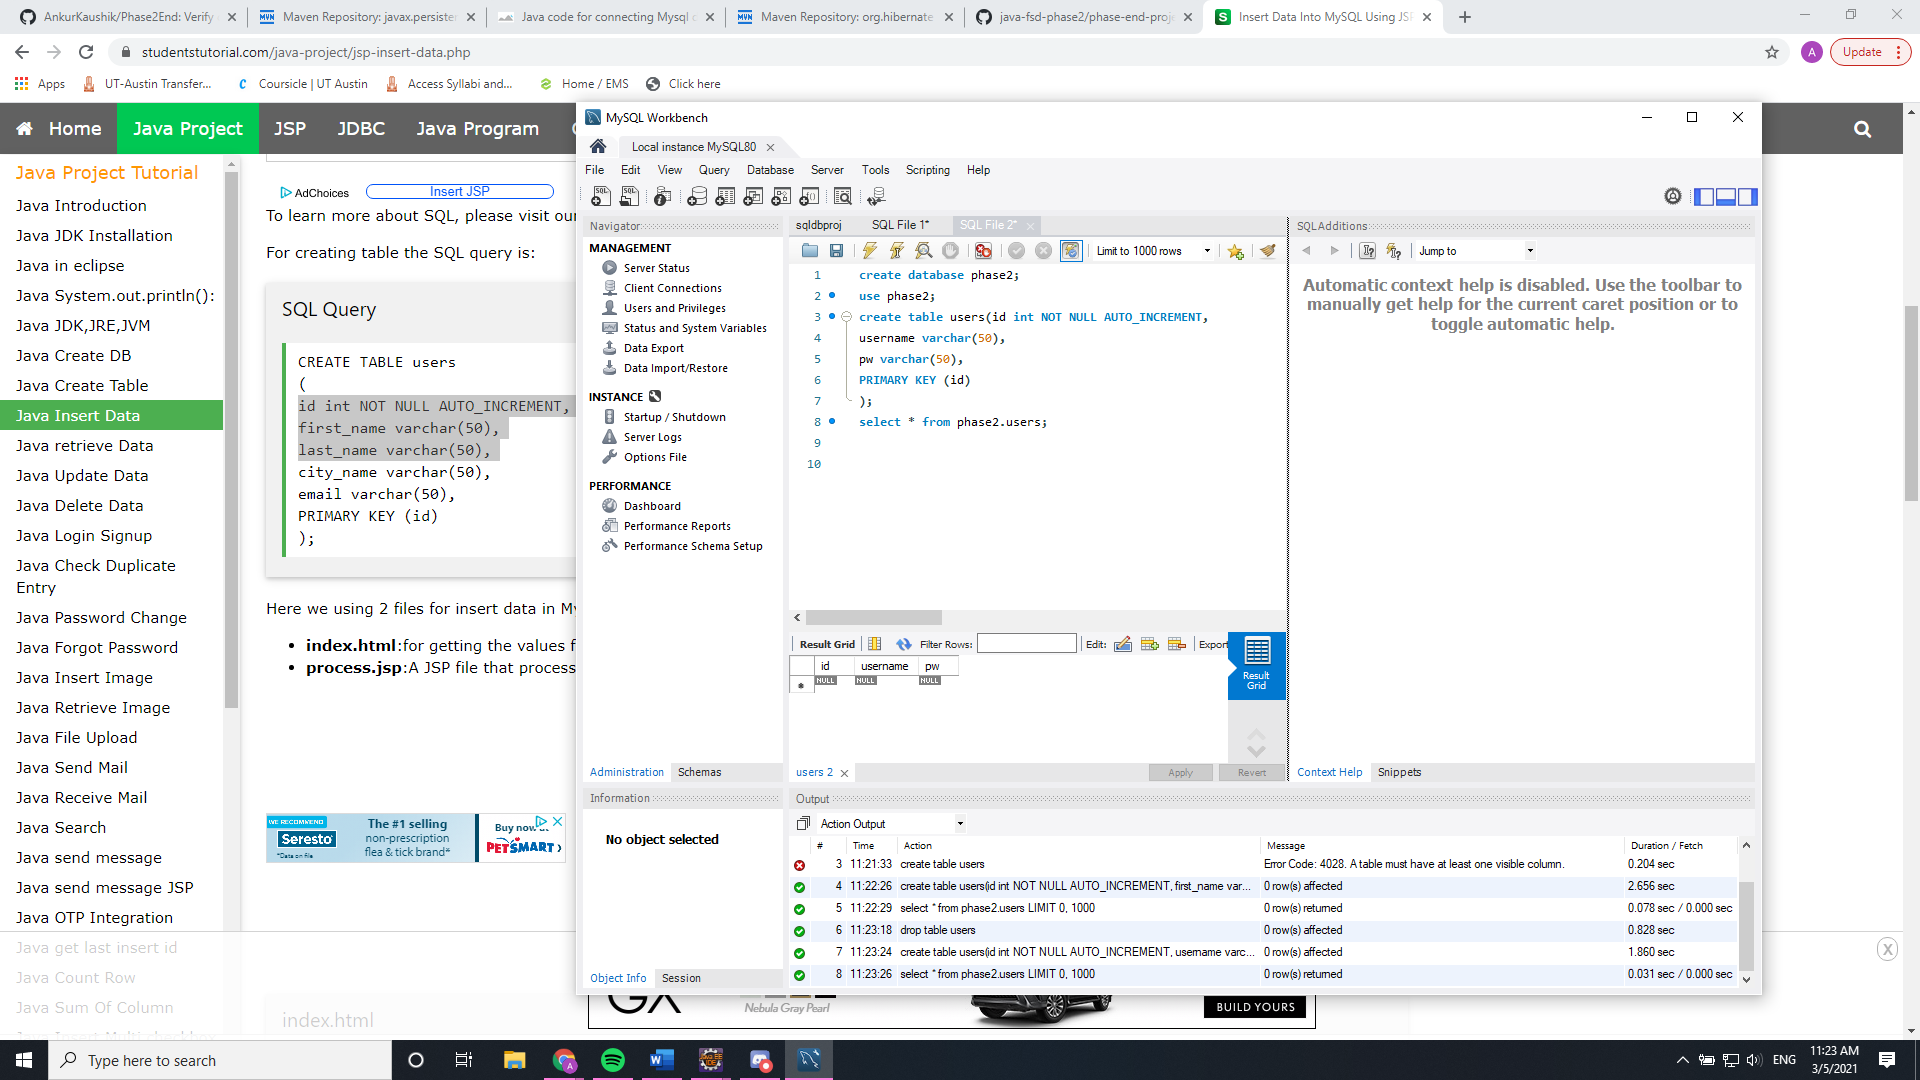 AnkurKaushik/Phase2End: Verify
Maven Repository: javax.persister
Java code for connecting Mysql c
Maven Repository: org.hibernate
java-fsd-phase2/phase-end-proj
Insert Data Into MySQL Using JSP
studentstutorial.com/java-project/jsp-insert-data.php
A
Update
Apps
UT-Austin Transfer...
Coursicle | UT Austin
Access Syllabi and...
Home / EMS
Click here
Home
Java Project
JSP
JDBC
Java Program
Java Project Tutorial
Java Introduction
Java JDK Installation
Java in eclipse
Java System.out.println():
Java JDK,JRE,JVM
Java Create DB
Java Create Table
Java Insert Data
Java retrieve Data
Java Update Data
Java Delete Data
Java Login Signup
Java Check Duplicate
Entry
Java Password Change
Java Forgot Password
Java Insert Image
Java Retrieve Image
Java File Upload
Java Send Mail
Java Receive Mail
Java Search
Java send message
Java send message JSP
Java OTP Integration
Java get last insert id
Java Count Row
Java Sum Of Column
AdChoices
Insert JSP
To learn more about SQL, please visit our
For creating table the SQL query is:
SQL Query
CREATE TABLE users
(
id int NOT NULL AUTO_INCREMENT,
first_name varchar(50),
last_name varchar(50),
city_name varchar(50),
email varchar(50),
PRIMARY KEY (id)
);
Here we using 2 files for insert data in My
index.html:for getting the values f
process.jsp:A JSP file that process
WE RECOMMEND
Seresto
*Data on file
The #1 selling
non-prescription
flea & tick brand*
Buy now at
PETSMART
index.html
MySQL Workbench
Local instance MySQL80
File Edit View Query Database Server Tools Scripting Help
Navigator
MANAGEMENT
Server Status
Client Connections
Users and Privileges
Status and System Variables
Data Export
Data Import/Restore
INSTANCE
Startup / Shutdown
Server Logs
Options File
PERFORMANCE
Dashboard
Performance Reports
Performance Schema Setup
Administration Schemas
Information
No object selected
Object Info Session
sqldbproj
SQL File 1*
SQL File 2*
Limit to 1000 rows
1 create database phase2;
2 use phase2;
3 create table users(id int NOT NULL AUTO_INCREMENT,
4 username varchar(50),
5 pw varchar(50),
6 PRIMARY KEY (id)
7 );
8 select * from phase2.users;
9
10
Result Grid
Filter Rows:
Edit:
Export
id username pw
* NULL NULL NULL
Result
Grid
users 2
Apply
Revert
SQLAdditions
Jump to
Automatic context help is disabled. Use the toolbar to
manually get help for the current caret position or to
toggle automatic help.
Context Help Snippets
Output
Action Output
# Time Action Message Duration / Fetch
3 11:21:33 create table users Error Code: 4028. A table must have at least one visible column. 0.204 sec
4 11:22:26 create table users(id int NOT NULL AUTO_INCREMENT, first_name var... 0 row(s) affected 2.656 sec
5 11:22:29 select * from phase2.users LIMIT 0, 1000 0 row(s) returned 0.078 sec / 0.000 sec
6 11:23:18 drop table users 0 row(s) affected 0.828 sec
7 11:23:24 create table users(id int NOT NULL AUTO_INCREMENT, username varc... 0 row(s) affected 1.860 sec
8 11:23:26 select * from phase2.users LIMIT 0, 1000 0 row(s) returned 0.031 sec / 0.000 sec
GX
Nebula Gray Pearl
BUILD YOURS
Type here to search
ENG
11:23 AM
3/5/2021